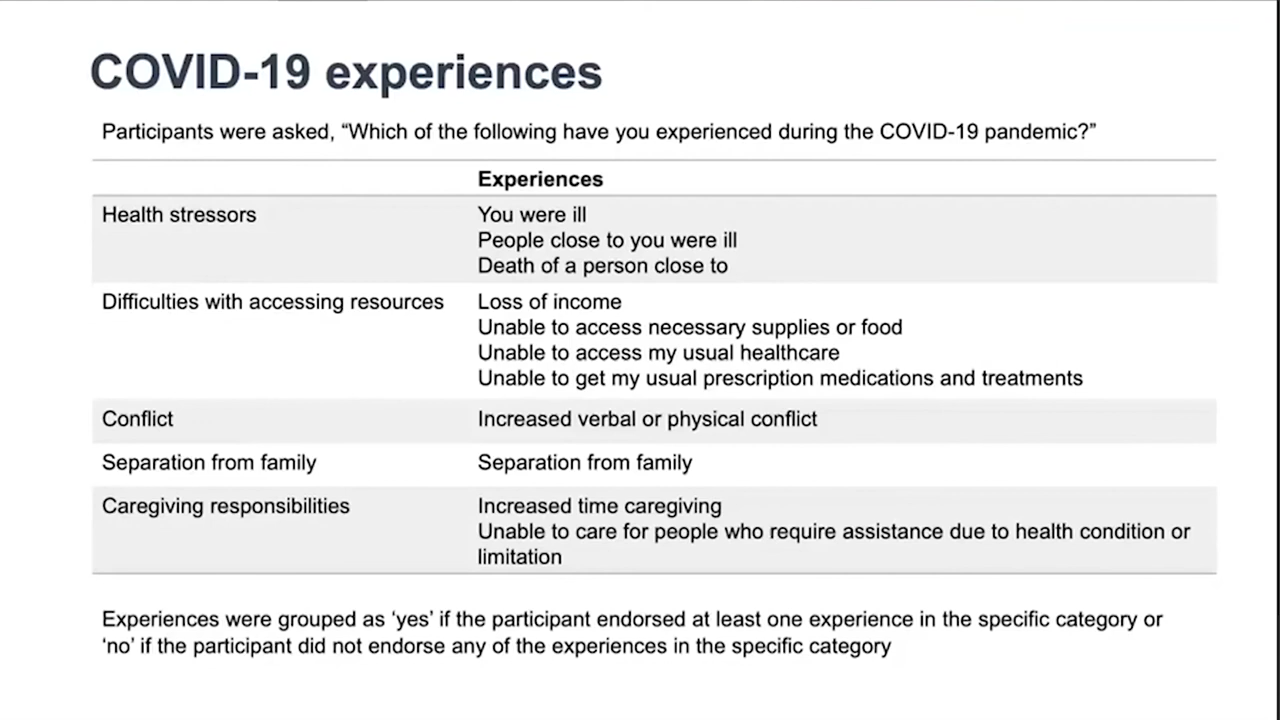 COVID-19 experiences
Participants were asked, “Which of the following have you experienced during the COVID-19 pandemic?”
Experiences
Health stressors
You were ill
People close to you were ill
Death of a person close to
Difficulties with accessing resources
Loss of income
Unable to access necessary supplies or food
Unable to access my usual healthcare
Unable to get my usual prescription medications and treatments
Conflict
Increased verbal or physical conflict
Separation from family
Separation from family
Caregiving responsibilities
Increased time caregiving
Unable to care for people who require assistance due to health condition or
limitation
Experiences were grouped as ‘yes’ if the participant endorsed at least one experience in the specific category or
‘no’ if the participant did not endorse any of the experiences in the specific category